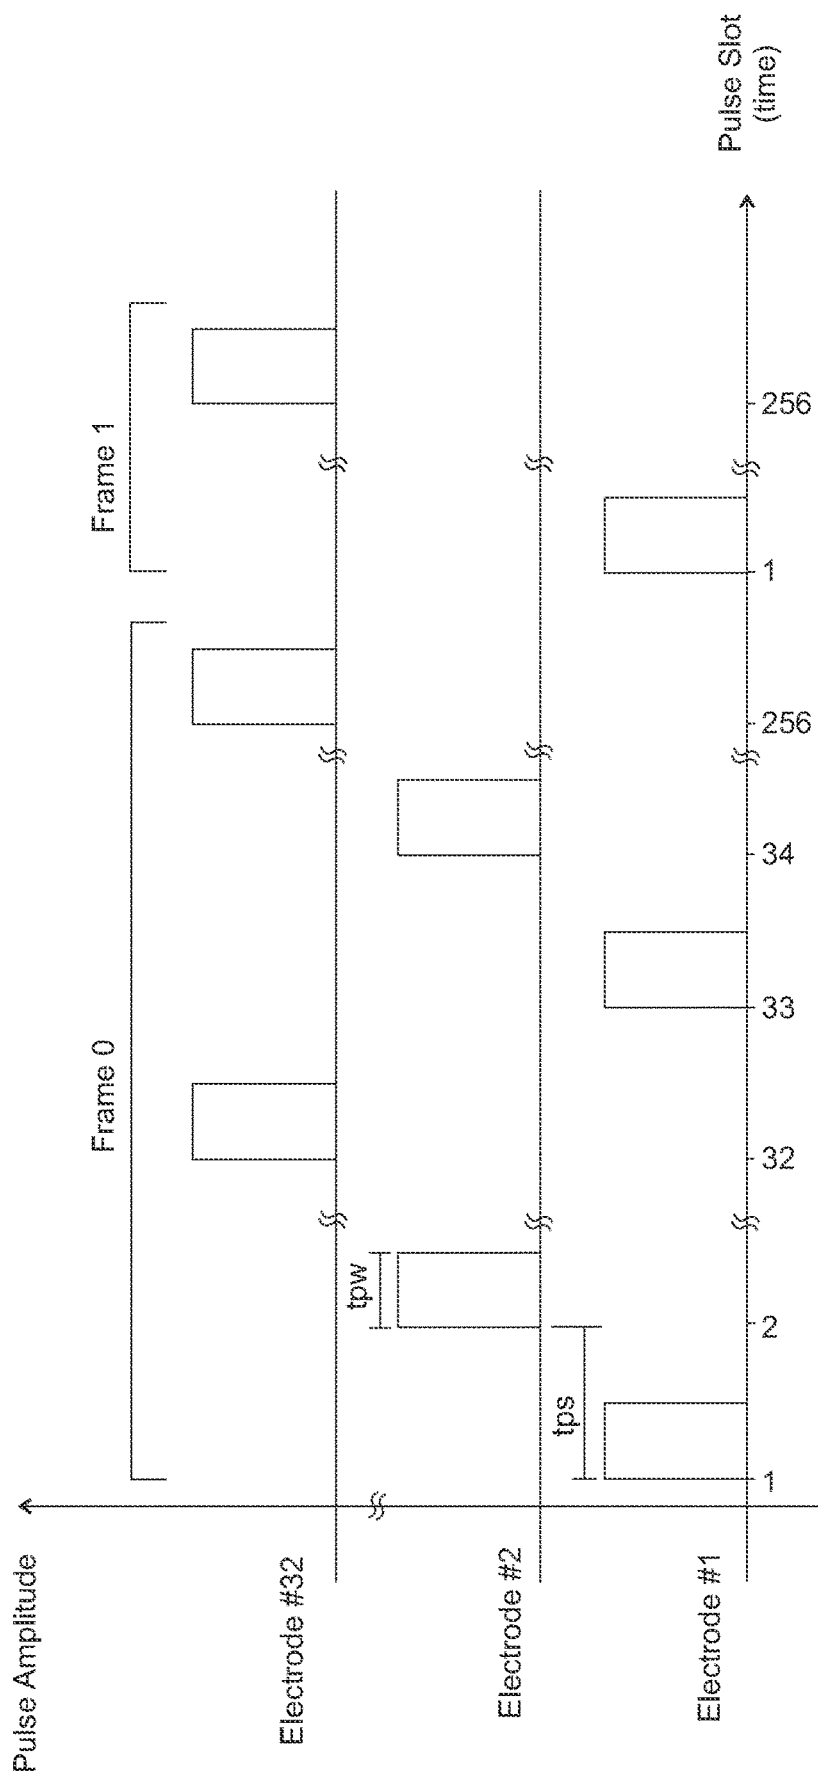 Pulse Amplitude
Frame 0
Frame 1
Electrode #32
tpw
Electrode #2
tps
Electrode #1
1
2
32
33
34
256
1
256
Pulse Slot
(time)